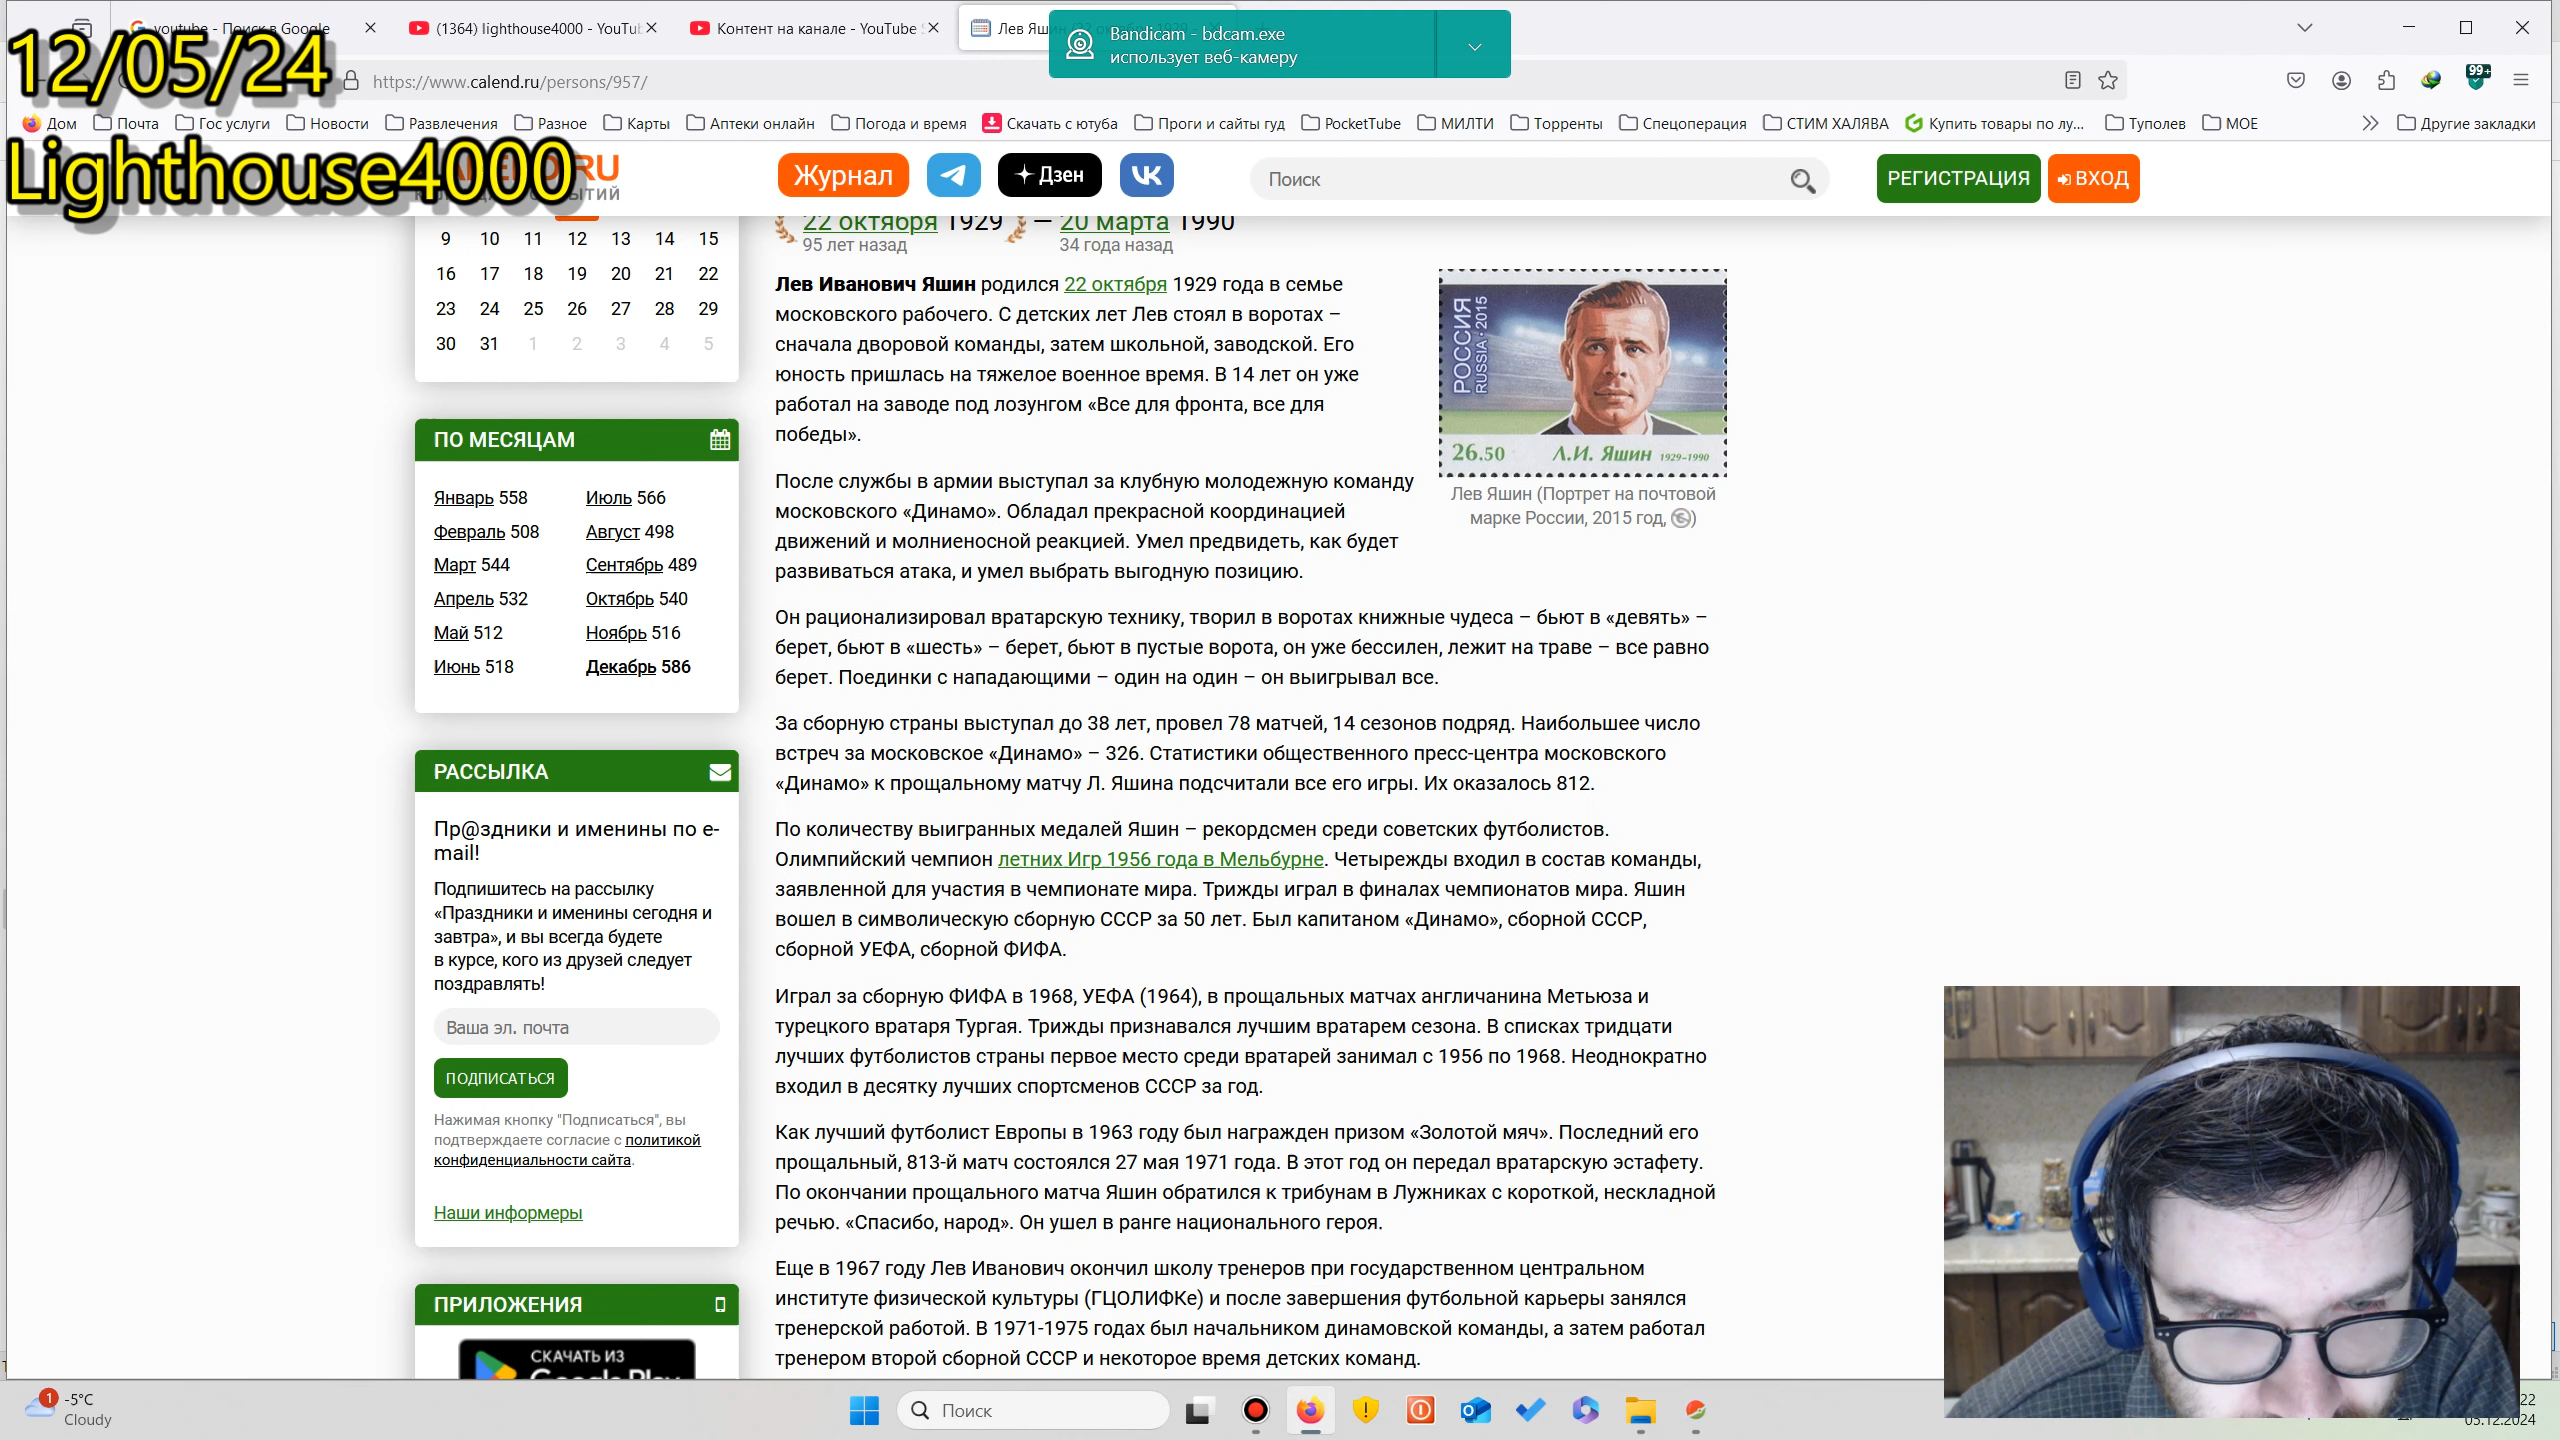 youtube - Поиск в Google
(1364) lighthouse4000 - YouTub
Контент на канале - YouTube S
Лев Яшин
Bandicam - bdcam.exe
использует веб-камеру
12/05/24
https://www.calend.ru/persons/957/
99+
Дом
Почта
Гос услуги
Новости
Развлечения
Разное
Карты
Аптеки онлайн
Погода и время
Скачать с ютуба
Проги и сайты гуд
PocketTube
МИЛТИ
Торренты
Спецоперация
СТИМ ХАЛЯВА
Купить товары по лу...
Туполев
МОЕ
Другие закладки
Lighthouse4000
Журнал
Дзен
Поиск
РЕГИСТРАЦИЯ
ВХОД
9 10 11 12 13 14 15
16 17 18 19 20 21 22
23 24 25 26 27 28 29
30 31 1 2 3 4 5
ПО МЕСЯЦАМ
Январь 558 Июль 566
Февраль 508 Август 498
Март 544 Сентябрь 489
Апрель 532 Октябрь 540
Май 512 Ноябрь 516
Июнь 518 Декабрь 586
РАССЫЛКА
Пр@здники и именины по e-
mail!
Подпишитесь на рассылку
«Праздники и именины сегодня и
завтра», и вы всегда будете
в курсе, кого из друзей следует
поздравлять!
Ваша эл. почта
ПОДПИСАТЬСЯ
Нажимая кнопку "Подписаться", вы
подтверждаете согласие с политикой
конфиденциальности сайта.
Наши информеры
ПРИЛОЖЕНИЯ
СКАЧАТЬ ИЗ
Google Play
22 октября 1929 – 20 марта 1990
95 лет назад 34 года назад
Лев Иванович Яшин родился 22 октября 1929 года в семье
московского рабочего. С детских лет Лев стоял в воротах –
сначала дворовой команды, затем школьной, заводской. Его
юность пришлась на тяжелое военное время. В 14 лет он уже
работал на заводе под лозунгом «Все для фронта, все для
победы».
РОССИЯ
RUSSIA • 2015
26.50 Л.И. Яшин 1929–1990
Лев Яшин (Портрет на почтовой
марке России, 2015 год, )
После службы в армии выступал за клубную молодежную команду
московского «Динамо». Обладал прекрасной координацией
движений и молниеносной реакцией. Умел предвидеть, как будет
развиваться атака, и умел выбрать выгодную позицию.
Он рационализировал вратарскую технику, творил в воротах книжные чудеса – бьют в «девять» –
берет, бьют в «шесть» – берет, бьют в пустые ворота, он уже бессилен, лежит на траве – все равно
берет. Поединки с нападающими – один на один – он выигрывал все.
За сборную страны выступал до 38 лет, провел 78 матчей, 14 сезонов подряд. Наибольшее число
встреч за московское «Динамо» – 326. Статистики общественного пресс-центра московского
«Динамо» к прощальному матчу Л. Яшина подсчитали все его игры. Их оказалось 812.
По количеству выигранных медалей Яшин – рекордсмен среди советских футболистов.
Олимпийский чемпион летних Игр 1956 года в Мельбурне. Четырежды входил в состав команды,
заявленной для участия в чемпионате мира. Трижды играл в финалах чемпионатов мира. Яшин
вошел в символическую сборную СССР за 50 лет. Был капитаном «Динамо», сборной СССР,
сборной УЕФА, сборной ФИФА.
Играл за сборную ФИФА в 1968, УЕФА (1964), в прощальных матчах англичанина Метьюза и
турецкого вратаря Тургая. Трижды признавался лучшим вратарем сезона. В списках тридцати
лучших футболистов страны первое место среди вратарей занимал с 1956 по 1968. Неоднократно
входил в десятку лучших спортсменов СССР за год.
Как лучший футболист Европы в 1963 году был награжден призом «Золотой мяч». Последний его
прощальный, 813-й матч состоялся 27 мая 1971 года. В этот год он передал вратарскую эстафету.
По окончании прощального матча Яшин обратился к трибунам в Лужниках с короткой, нескладной
речью. «Спасибо, народ». Он ушел в ранге национального героя.
Еще в 1967 году Лев Иванович окончил школу тренеров при государственном центральном
институте физической культуры (ГЦОЛИФКе) и после завершения футбольной карьеры занялся
тренерской работой. В 1971-1975 годах был начальником динамовской команды, а затем работал
тренером второй сборной СССР и некоторое время детских команд.
1
-5°C
Cloudy
Поиск
22
05.12.2024